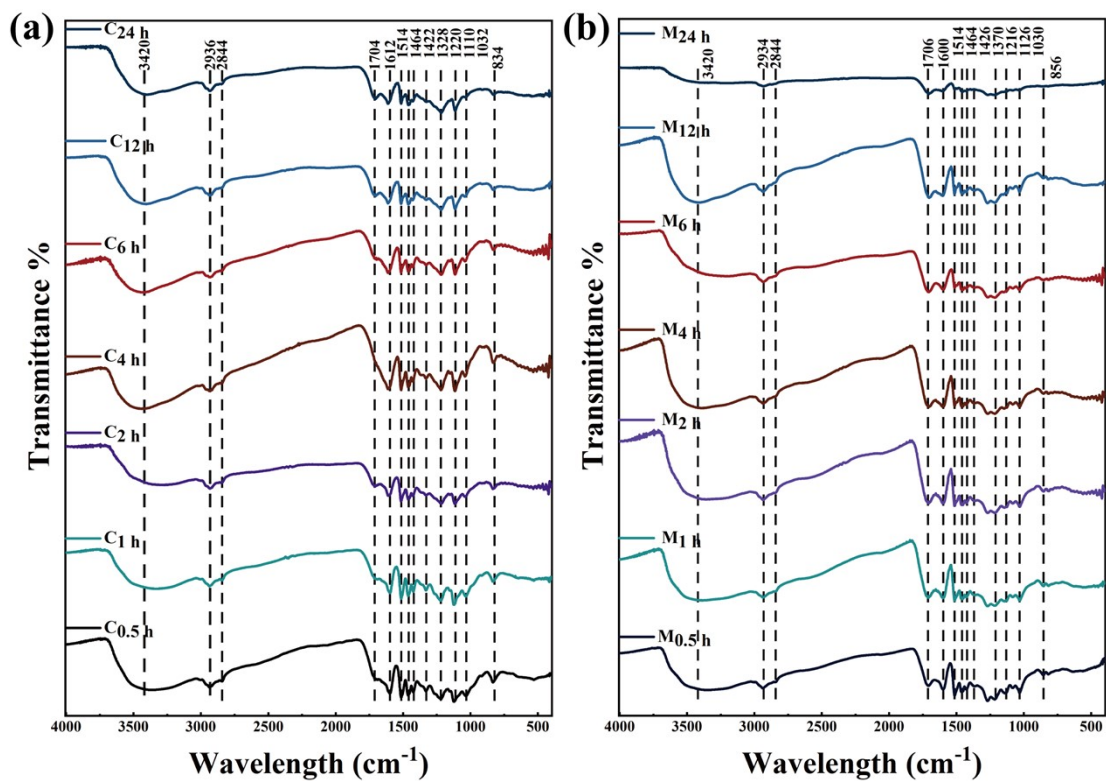 (a)
C24 h
3420
2936
2844
1704
1612
1514
1464
1422
1328
1220
1110
1032
834
C12 h
C6 h
C4 h
C2 h
C1 h
C0.5 h
Transmittance %
4000 3500 3000 2500 2000 1500 1000 500
Wavelength (cm-1)
(b)
M24 h
3420
2934
2844
1706
1600
1514
1464
1426
1370
1216
1126
1030
856
M12 h
M6 h
M4 h
M2 h
M1 h
M0.5 h
Transmittance %
4000 3500 3000 2500 2000 1500 1000 500
Wavelength (cm-1)